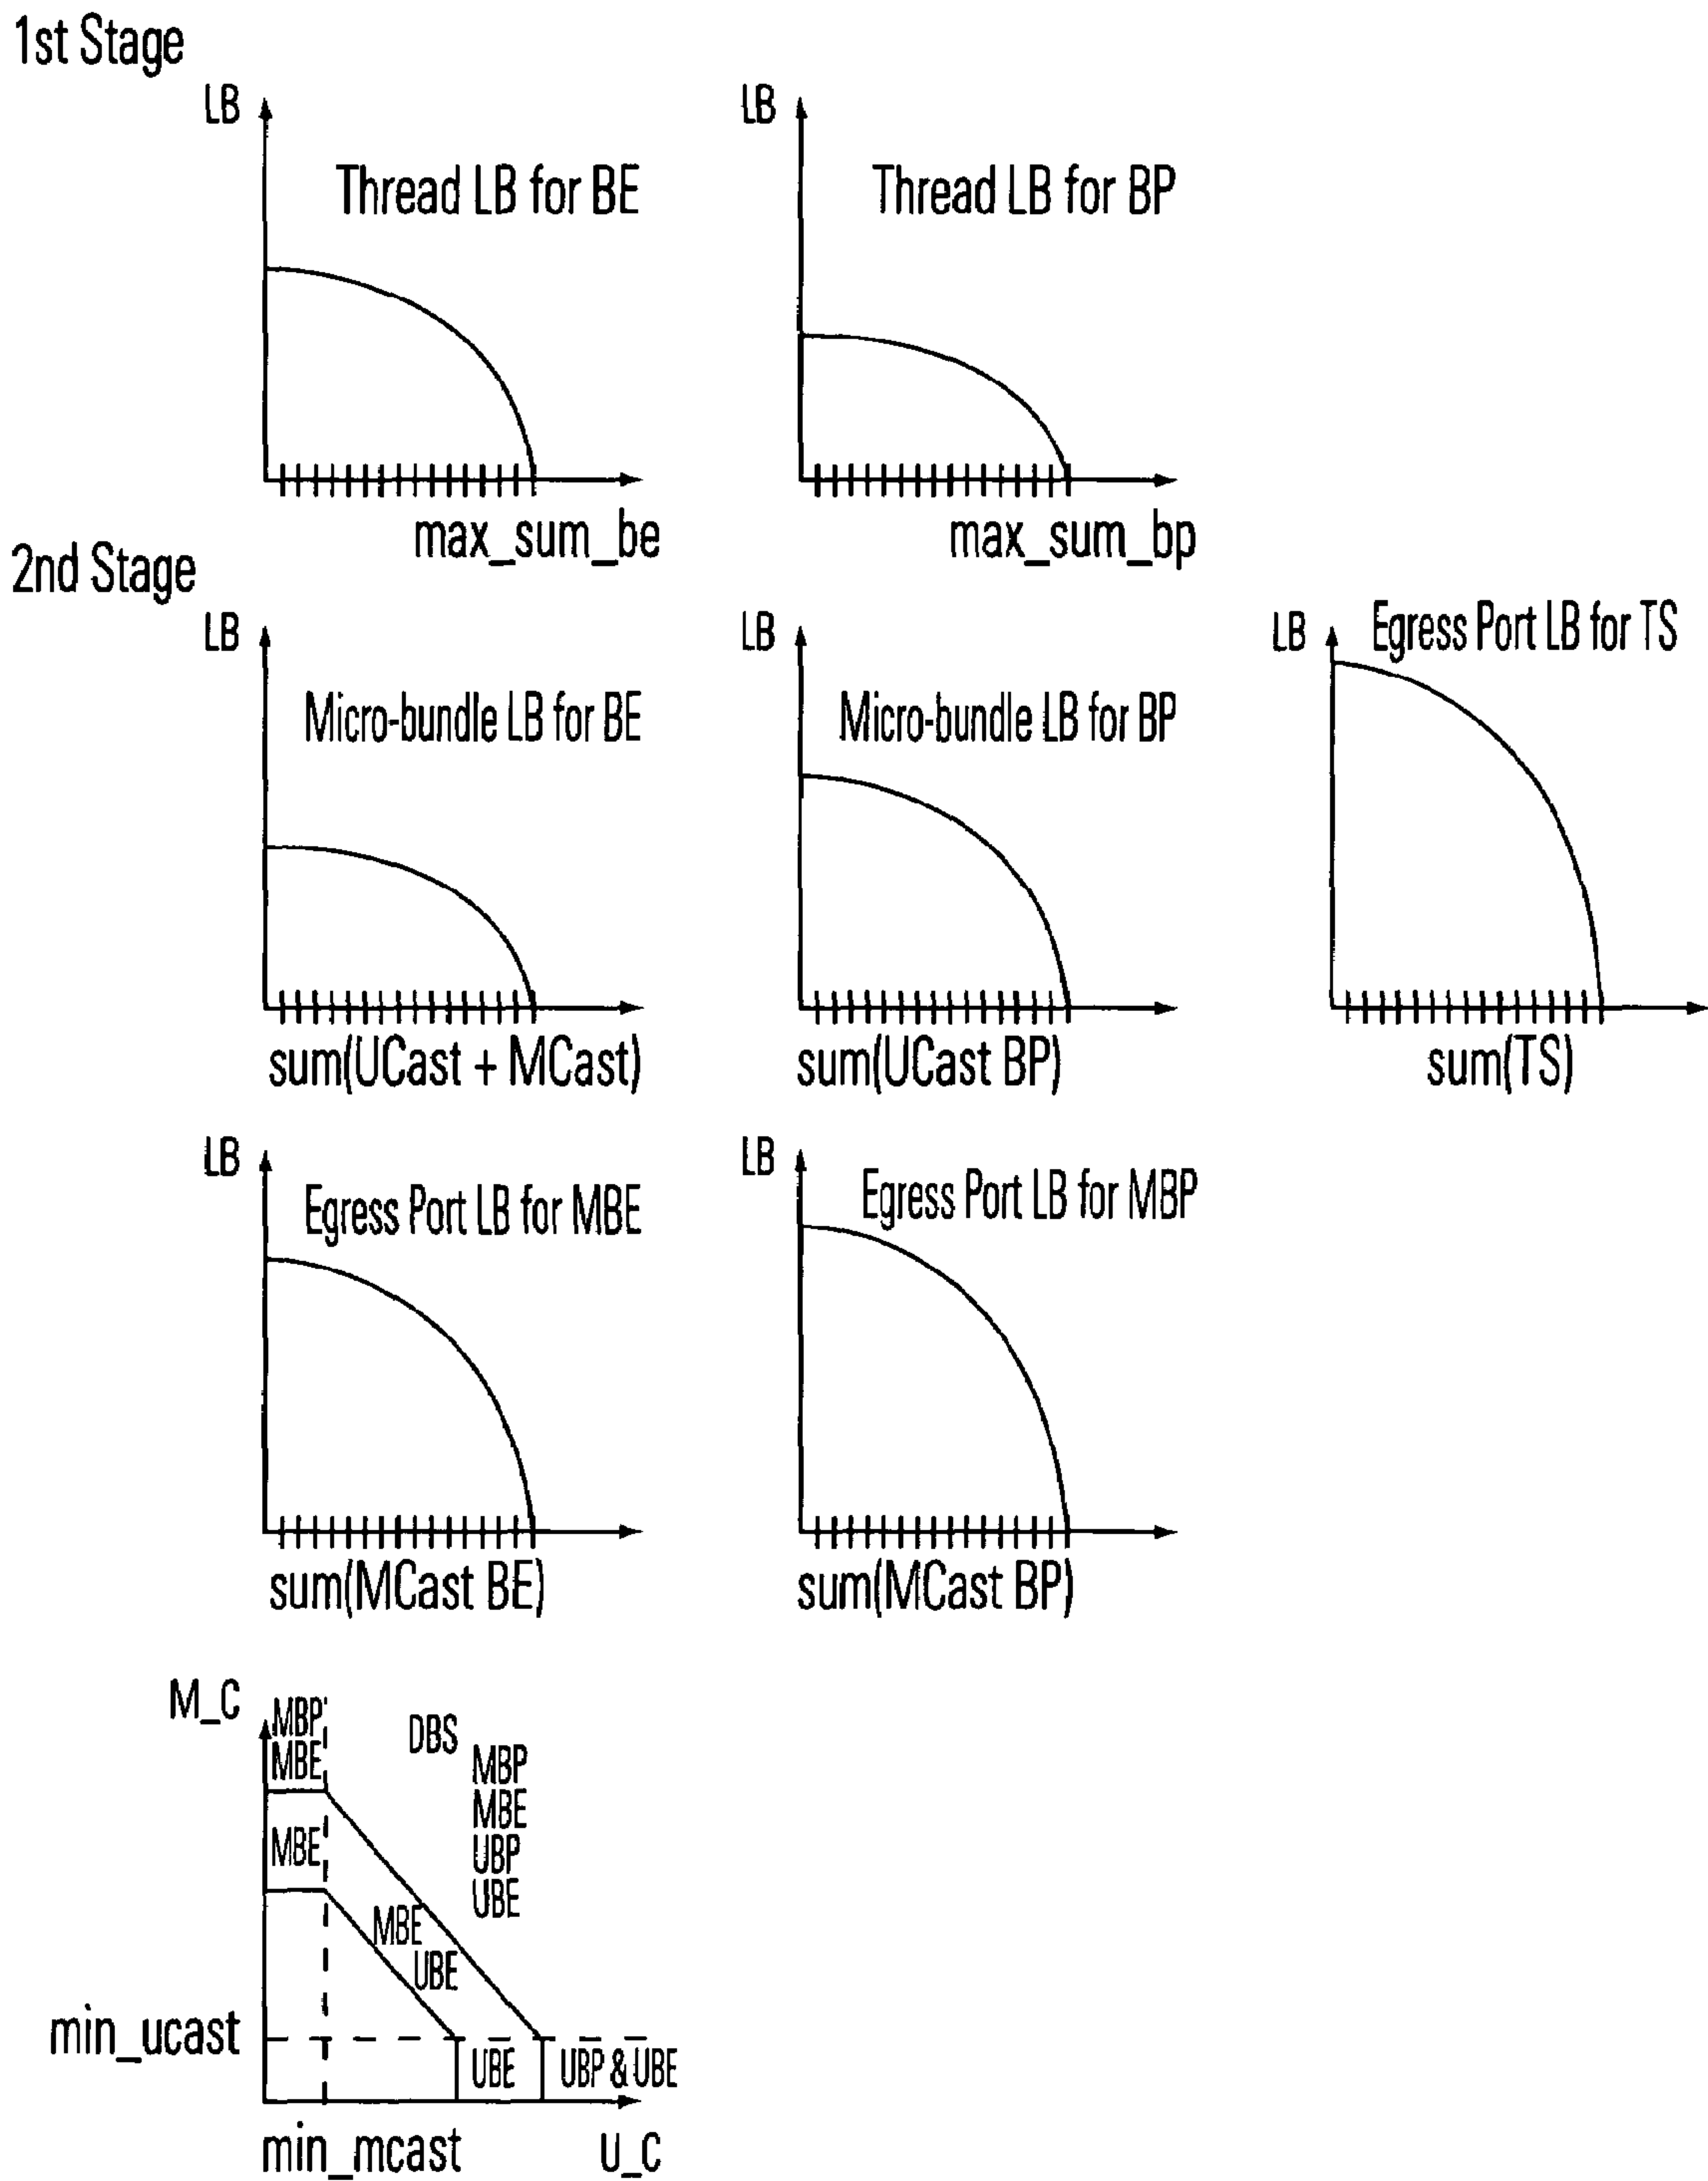 1st Stage
LB
Thread LB for BE
max_sum_be
LB
Thread LB for BP
max_sum_bp
2nd Stage
LB
Micro-bundle LB for BE
sum(UCast + MCast)
LB
Micro-bundle LB for BP
sum(UCast BP)
LB
Egress Port LB for TS
sum(TS)
LB
Egress Port LB for MBE
sum(MCast BE)
LB
Egress Port LB for MBP
sum(MCast BP)
M_C
MBP
MBE
MBE
DBS
MBP
MBE
UBP
UBE
MBE
UBE
min_ucast
UBE
UBP & UBE
min_mcast
U_C